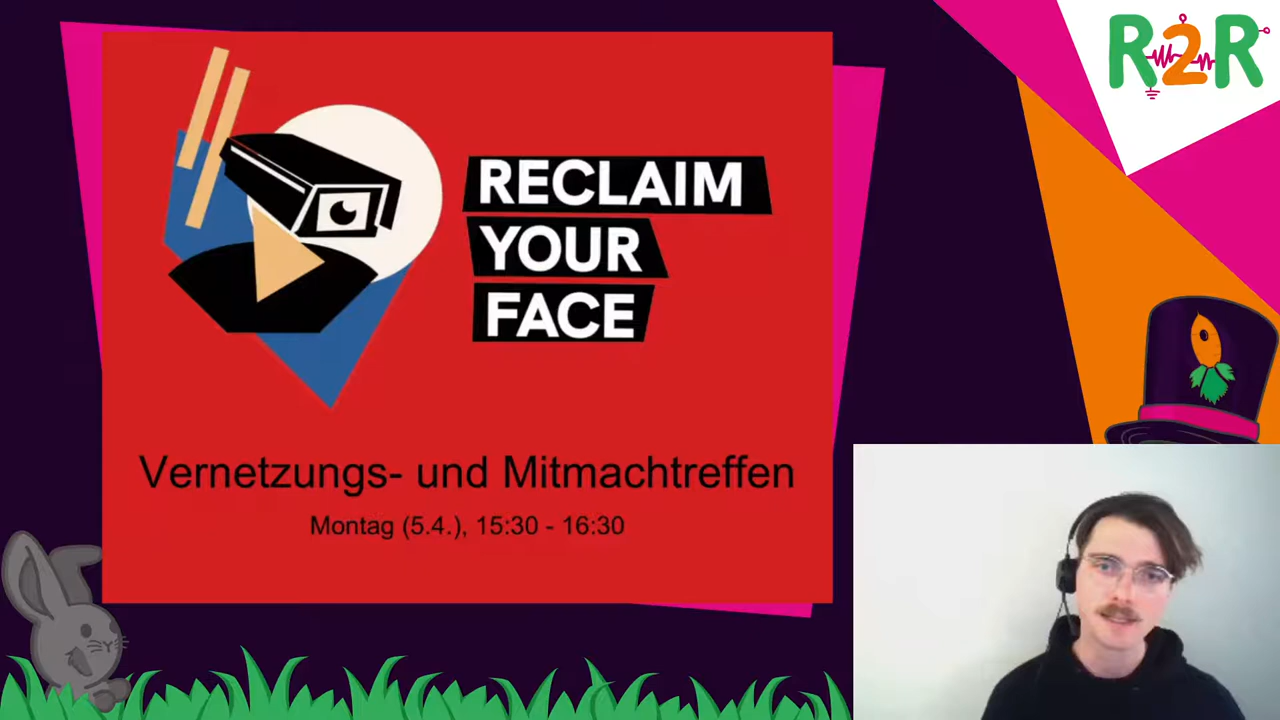 R2R
RECLAIM
YOUR
FACE
Vernetzungs- und Mitmachtreffen
Montag (5.4.), 15:30 - 16:30